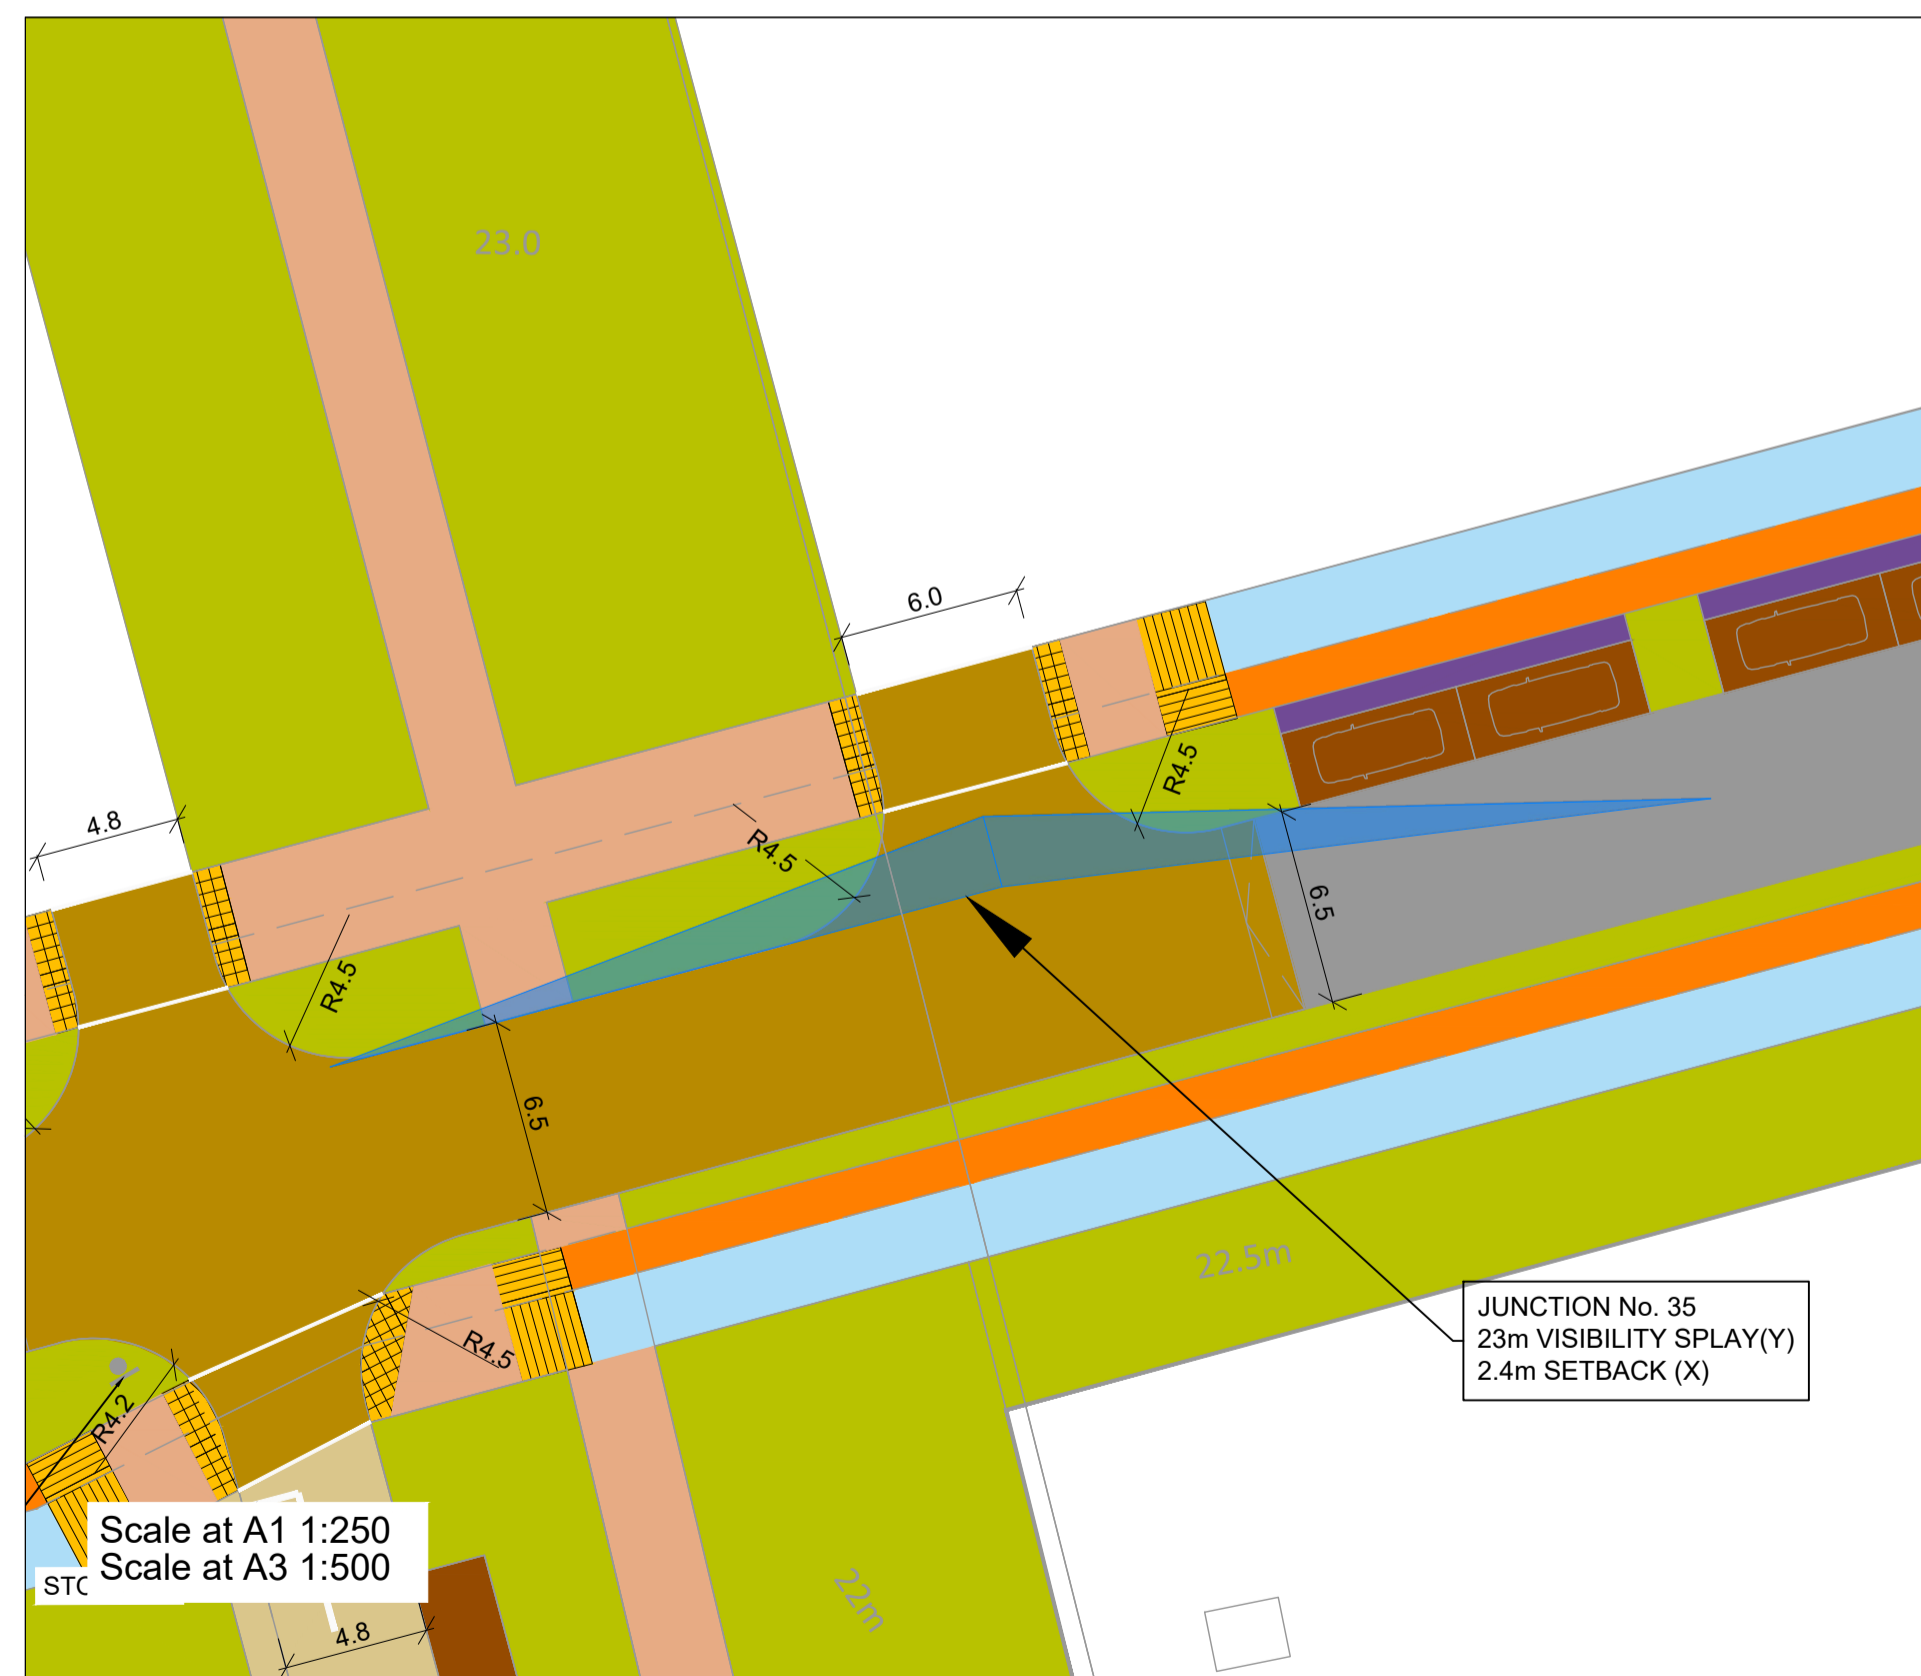 23.0
6.0
4.8
R4.5
R4.5
R4.5
6.5
6.5
R4.5
22.5m
JUNCTION No. 35
23m VISIBILITY SPLAY(Y)
2.4m SETBACK (X)
R4.2
Scale at A1 1:250
Scale at A3 1:500
STC
22m
4.8